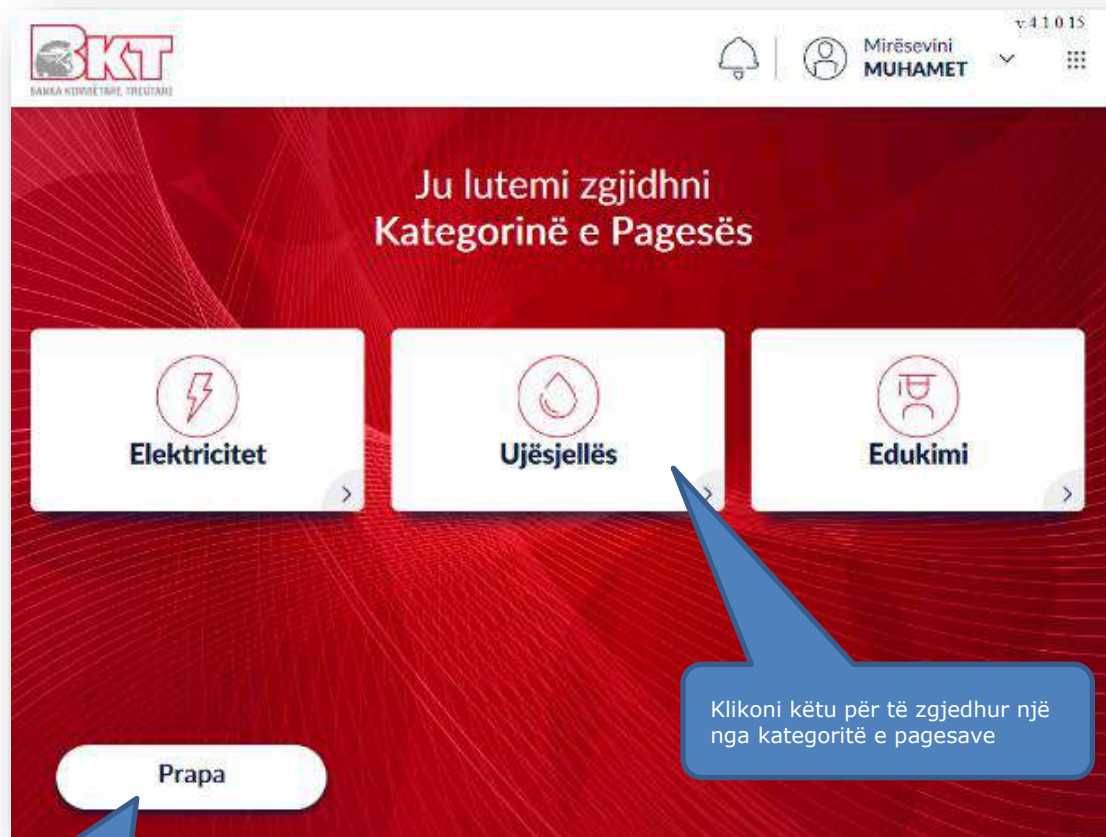 v.4.1.0.15
BKT
BANKA KOMBËTARE TREGTARE
Mirësevini
MUHAMET
Ju lutemi zgjidhni
Kategorinë e Pagesës
Elektricitet
Ujësjellës
Edukimi
Klikoni këtu për të zgjedhur një
nga kategoritë e pagesave
Prapa